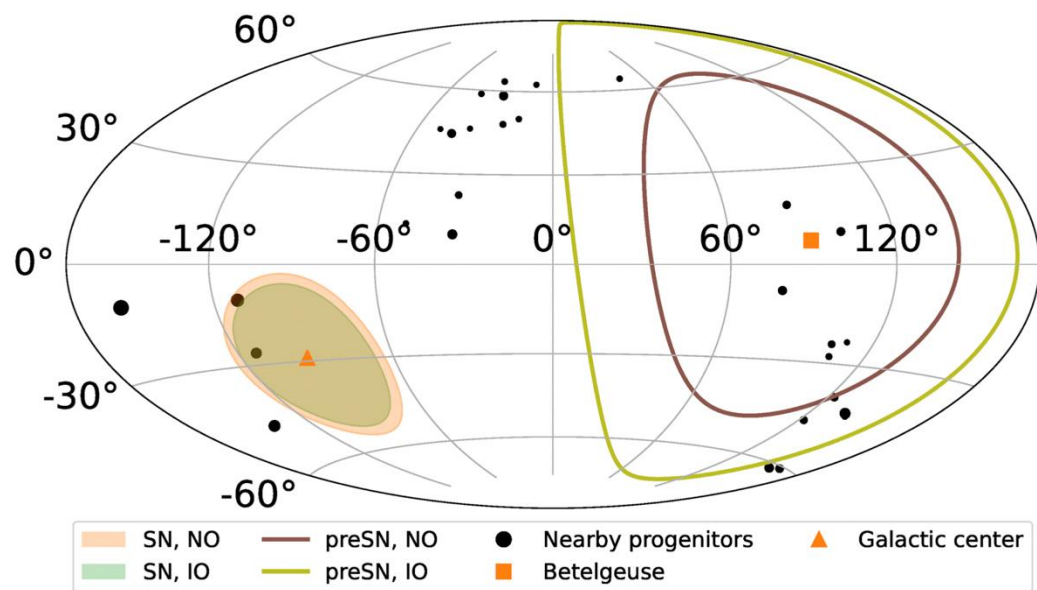 60°
30°
-120° -60° 0° 60° 120°
0°
-30°
-60°
SN, NO preSN, NO Nearby progenitors Galactic center
SN, IO preSN, IO Betelgeuse